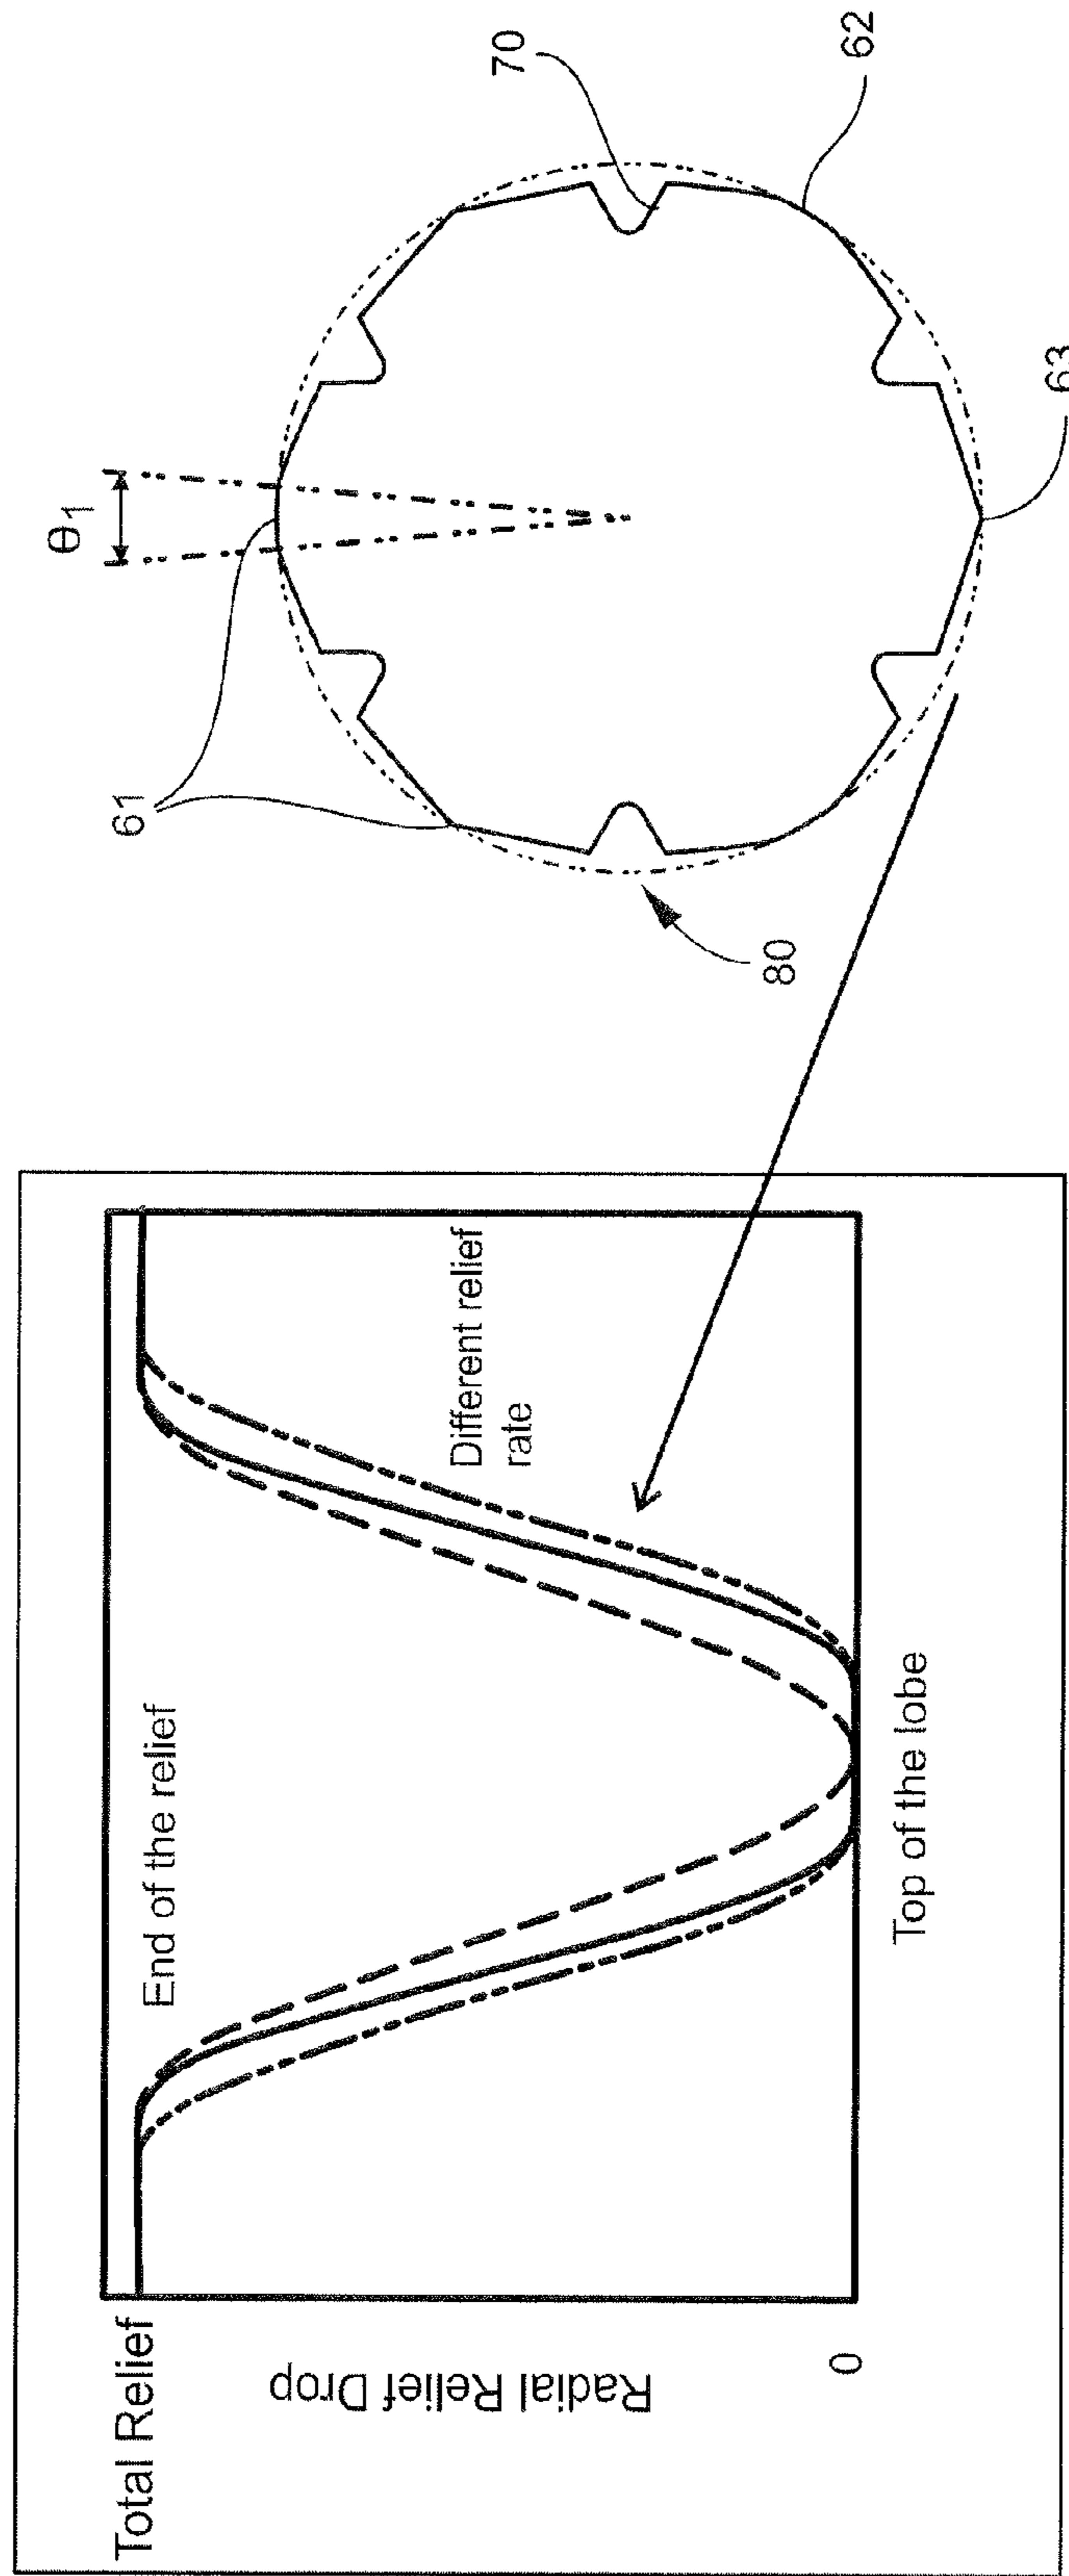 Total Relief
Radial Relief Drop
0
End of the relief
Different relief
rate
Top of the lobe
θ1
61
70
62
63
80